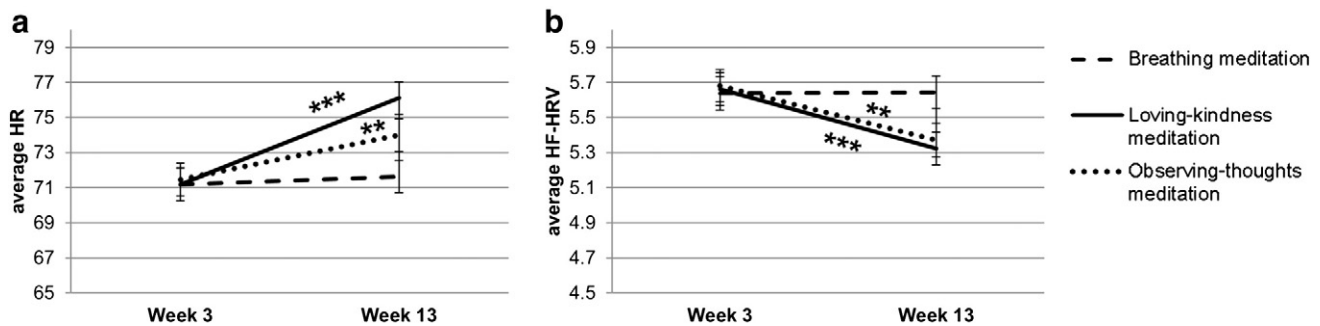 a
average HR
79
77
75
73
71
69
67
65
***
**
Week 3
Week 13
b
average HF-HRV
5.9
5.7
5.5
5.3
5.1
4.9
4.7
4.5
**
***
Week 3
Week 13
Breathing meditation
Loving-kindness
meditation
Observing-thoughts
meditation